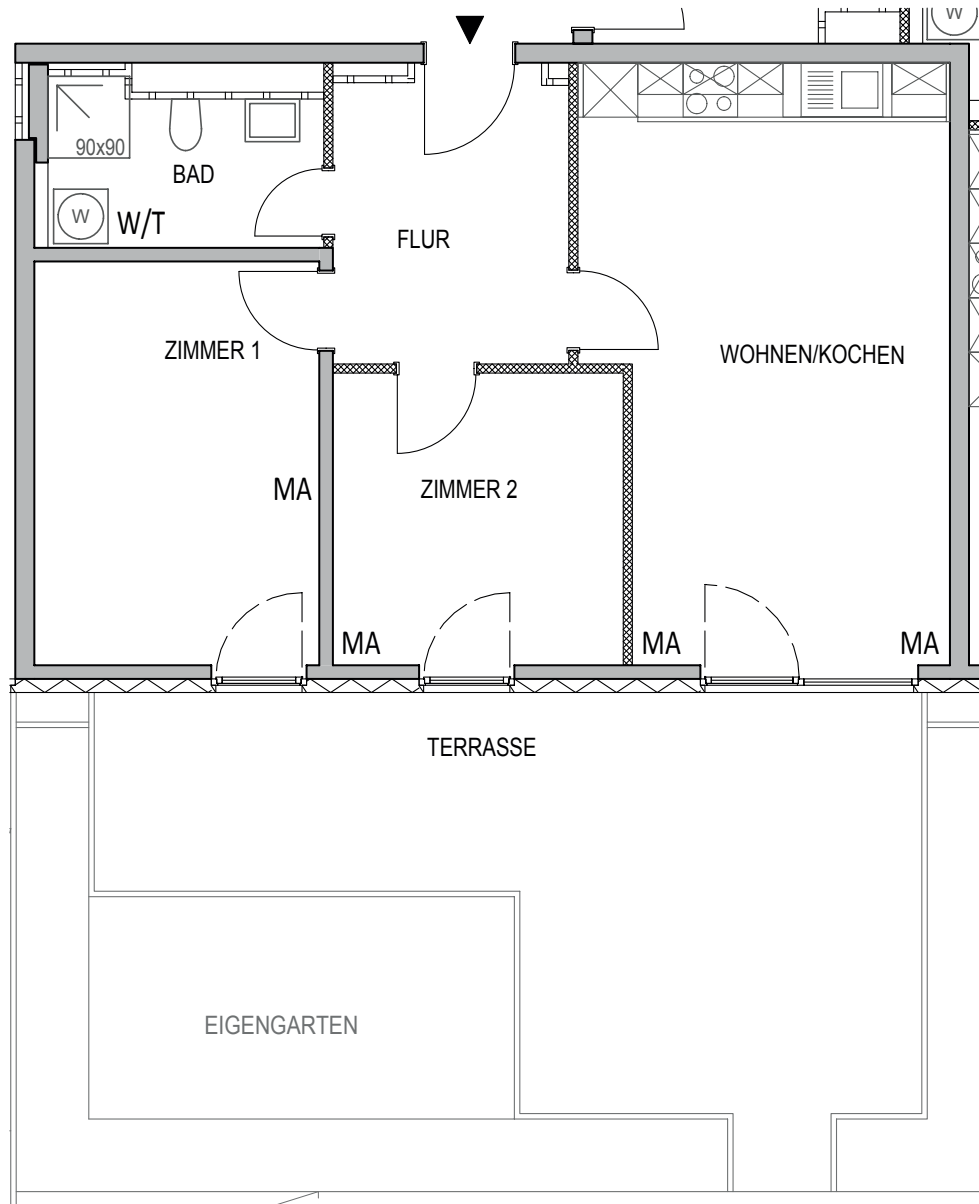 W
90x90
BAD
W
W/T
FLUR
ZIMMER 1
WOHNEN/KOCHEN
MA
ZIMMER 2
MA
MA
MA
TERRASSE
EIGENGARTEN